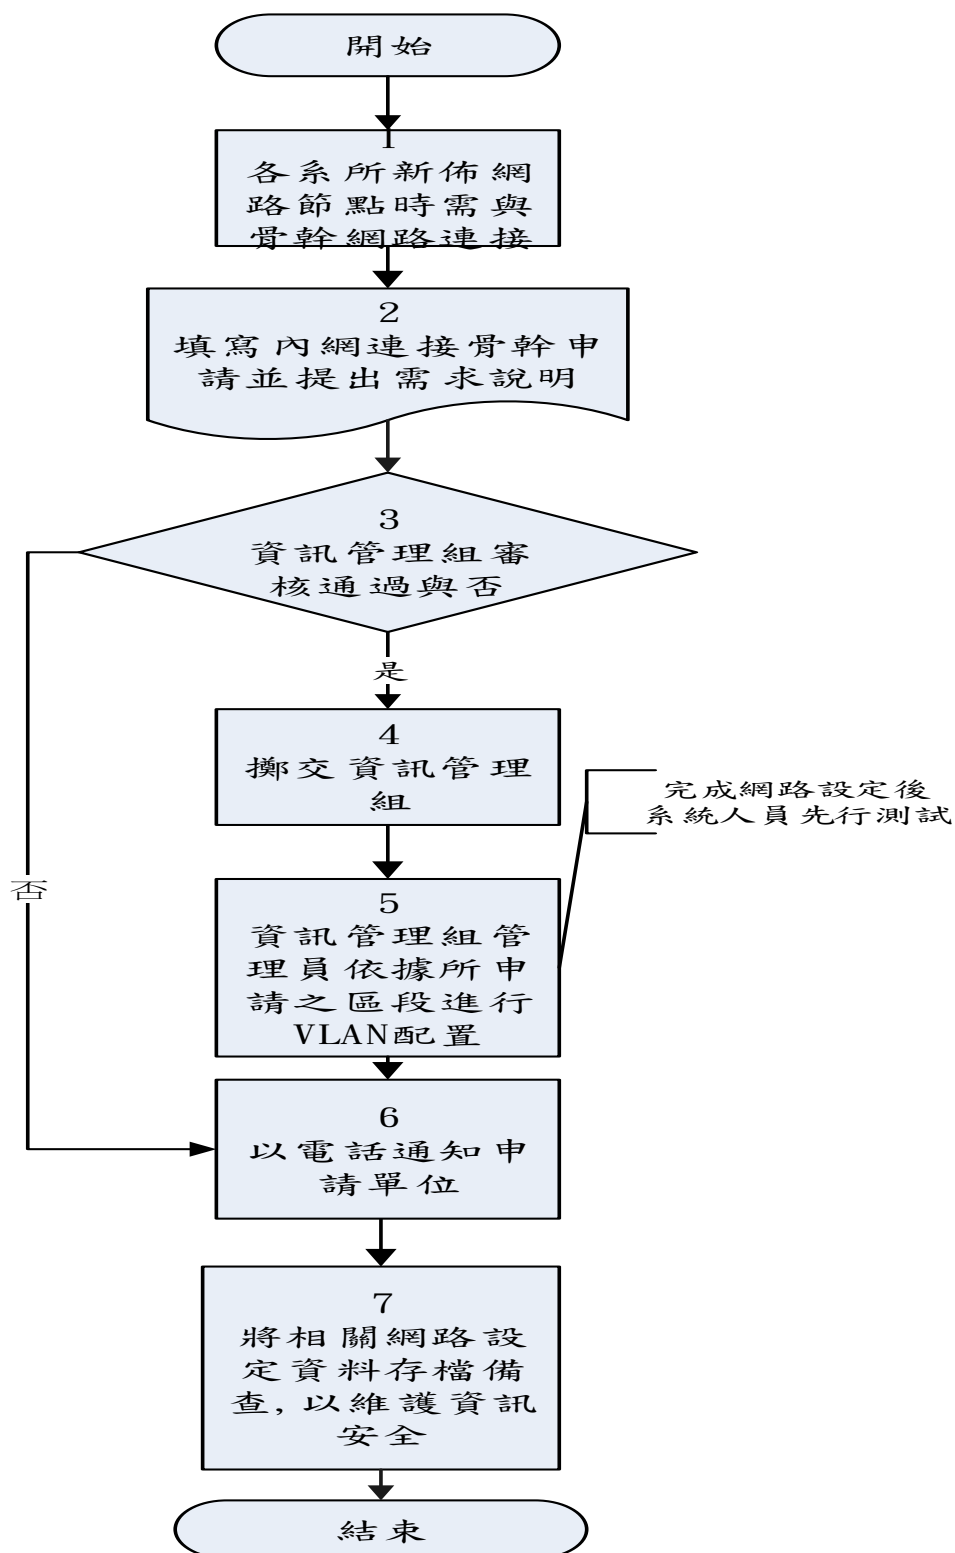 開始
1
各系所新佈網
路節點時需與
骨幹網路連接
2
填寫內網連接骨幹申
請並提出需求說明
3
資訊管理組審
核通過與否
是
4
擲交資訊管理
組
完成網路設定後
系統人員先行測試
否
5
資訊管理組管
理員依據所申
請之區段進行
VLAN配置
6
以電話通知申
請單位
7
將相關網路設
定資料存檔備
查,以維護資訊
安全
結束